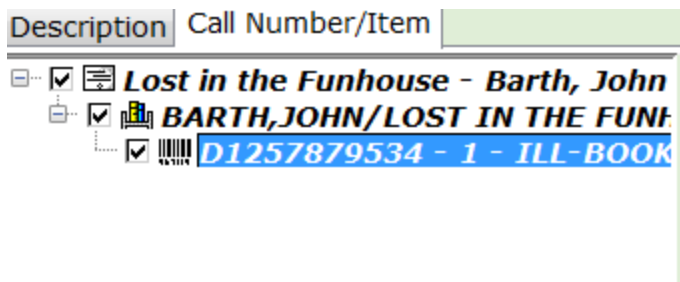 Description Call Number/Item
Lost in the Funhouse - Barth, John
BARTH,JOHN/LOST IN THE
D1257879534 - 1 - ILL-BOOK